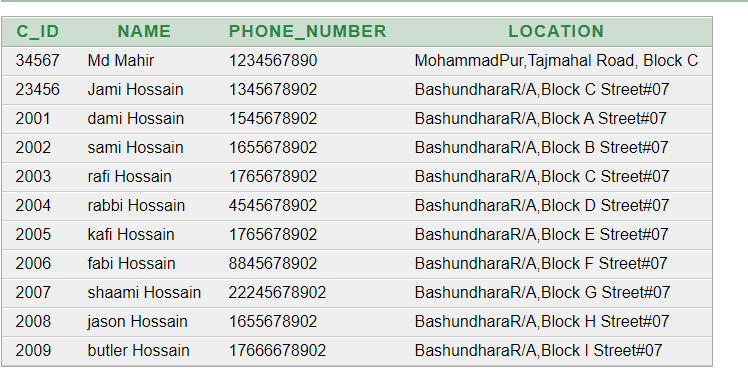 C_ID NAME PHONE_NUMBER LOCATION
34567 Md Mahir 1234567890 MohammadPur,Tajmahal Road, Block C
23456 Jami Hossain 1345678902 BashundharaR/A,Block C Street#07
2001 dami Hossain 1545678902 BashundharaR/A,Block A Street#07
2002 sami Hossain 1655678902 BashundharaR/A,Block B Street#07
2003 rafi Hossain 1765678902 BashundharaR/A,Block C Street#07
2004 rabbi Hossain 4545678902 BashundharaR/A,Block D Street#07
2005 kafi Hossain 1765678902 BashundharaR/A,Block E Street#07
2006 fabi Hossain 8845678902 BashundharaR/A,Block F Street#07
2007 shaami Hossain 22245678902 BashundharaR/A,Block G Street#07
2008 jason Hossain 1655678902 BashundharaR/A,Block H Street#07
2009 butler Hossain 17666678902 BashundharaR/A,Block I Street#07